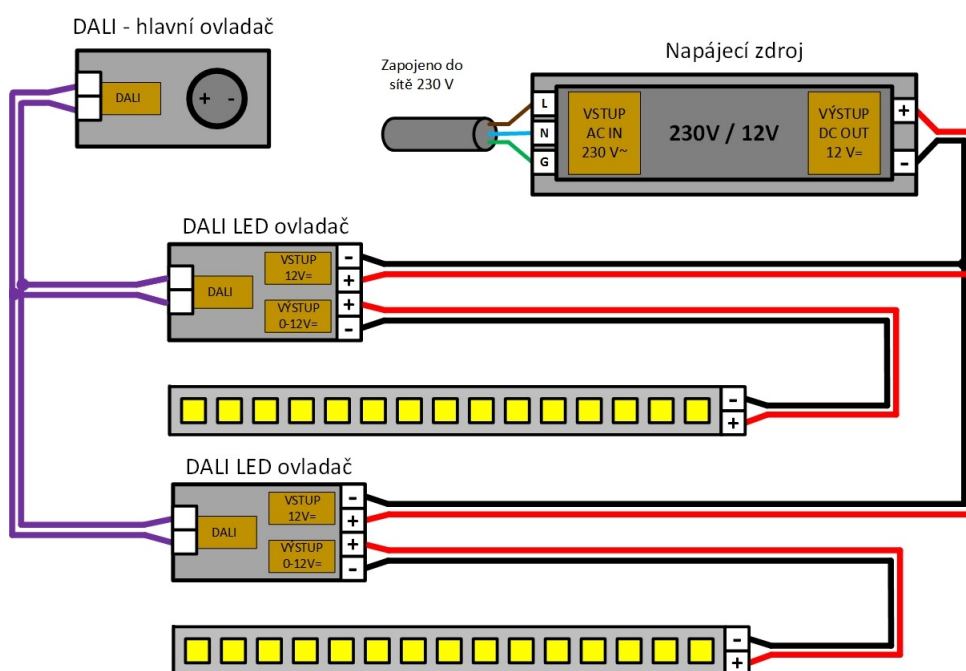 DALI - hlavní ovladač
DALI
+ -
Zapojeno do
sítě 230 V
Napájecí zdroj
L
N
G
VSTUP
AC IN
230 V~
230V / 12V
VÝSTUP
DC OUT
12 V=
+
-
DALI LED ovladač
DALI
VSTUP
12V=
VÝSTUP
0-12V=
-
+
+
-
-
+
DALI LED ovladač
DALI
VSTUP
12V=
VÝSTUP
0-12V=
-
+
+
-
-
+